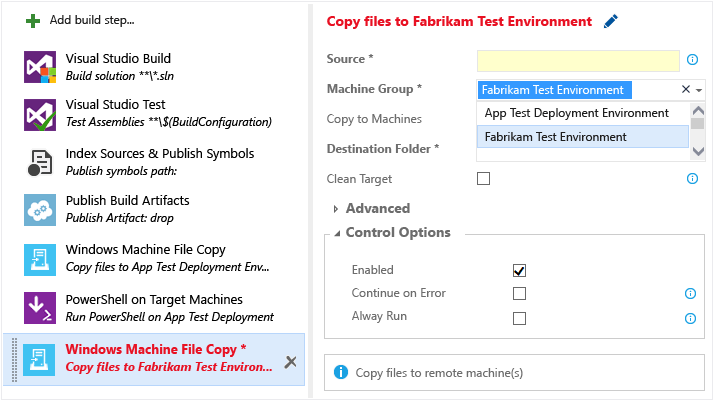 Add build step...
Visual Studio Build
Build solution **\*.sln
Visual Studio Test
Test Assemblies **\$(BuildConfiguration)
Index Sources & Publish Symbols
Publish symbols path:
Publish Build Artifacts
Publish Artifact: drop
Windows Machine File Copy
Copy files to App Test Deployment Env...
PowerShell on Target Machines
Run PowerShell on App Test Deployment
Windows Machine File Copy *
Copy files to Fabrikam Test Environ...
Copy files to Fabrikam Test Environment
Source *
Machine Group * Fabrikam Test Environment
Copy to Machines App Test Deployment Environment
Fabrikam Test Environment
Destination Folder *
Clean Target
Advanced
Control Options
Enabled
Continue on Error
Alway Run
Copy files to remote machine(s)